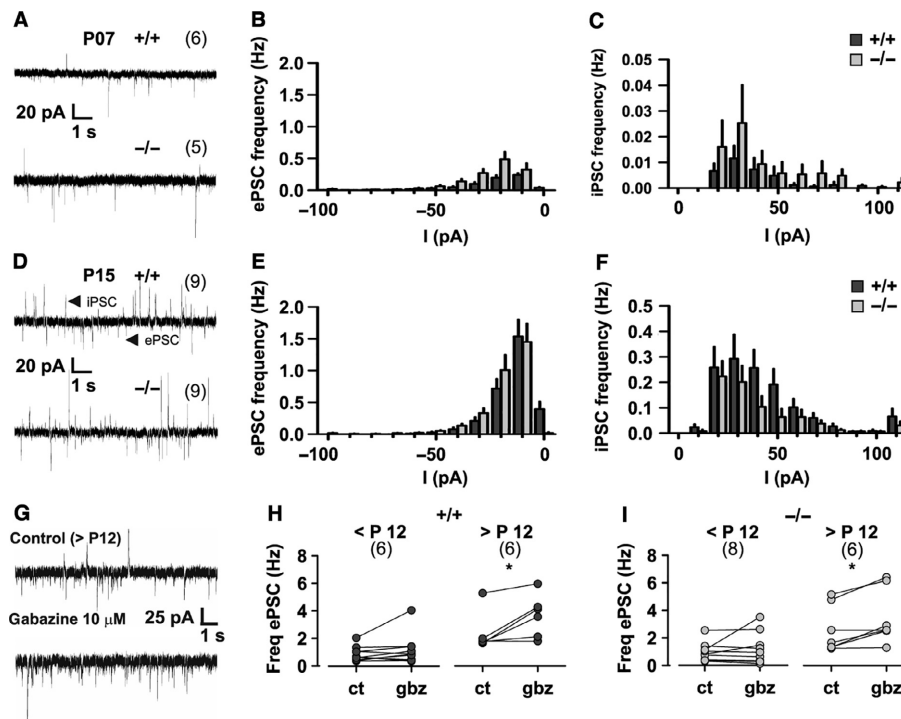 A
P07 +/+ (6)
20 pA
1 s
–/– (5)
B
ePSC frequency (Hz)
2.0
1.5
1.0
0.5
0.0
–100
–50
0
I (pA)
C
iPSC frequency (Hz)
0.05
0.04
0.03
0.02
0.01
0.00
0
50
100
I (pA)
+/+
–/–
D
P15 +/+ (9)
iPSC
ePSC
20 pA
1 s
–/– (9)
E
ePSC frequency (Hz)
2.0
1.5
1.0
0.5
0.0
–100
–50
0
I (pA)
F
iPSC frequency (Hz)
0.5
0.4
0.3
0.2
0.1
0.0
0
50
100
I (pA)
+/+
–/–
G
Control (> P12)
Gabazine 10 μM
25 pA
1 s
H
+/+
< P 12
(6)
> P 12
(6)
*
Freq ePSC (Hz)
8
6
4
2
0
ct gbz ct gbz
I
–/–
< P 12
(8)
> P 12
(6)
*
Freq ePSC (Hz)
8
6
4
2
0
ct gbz ct gbz